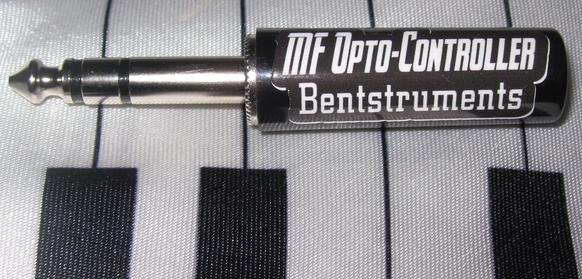 MF Opto-Controller
Bentstruments